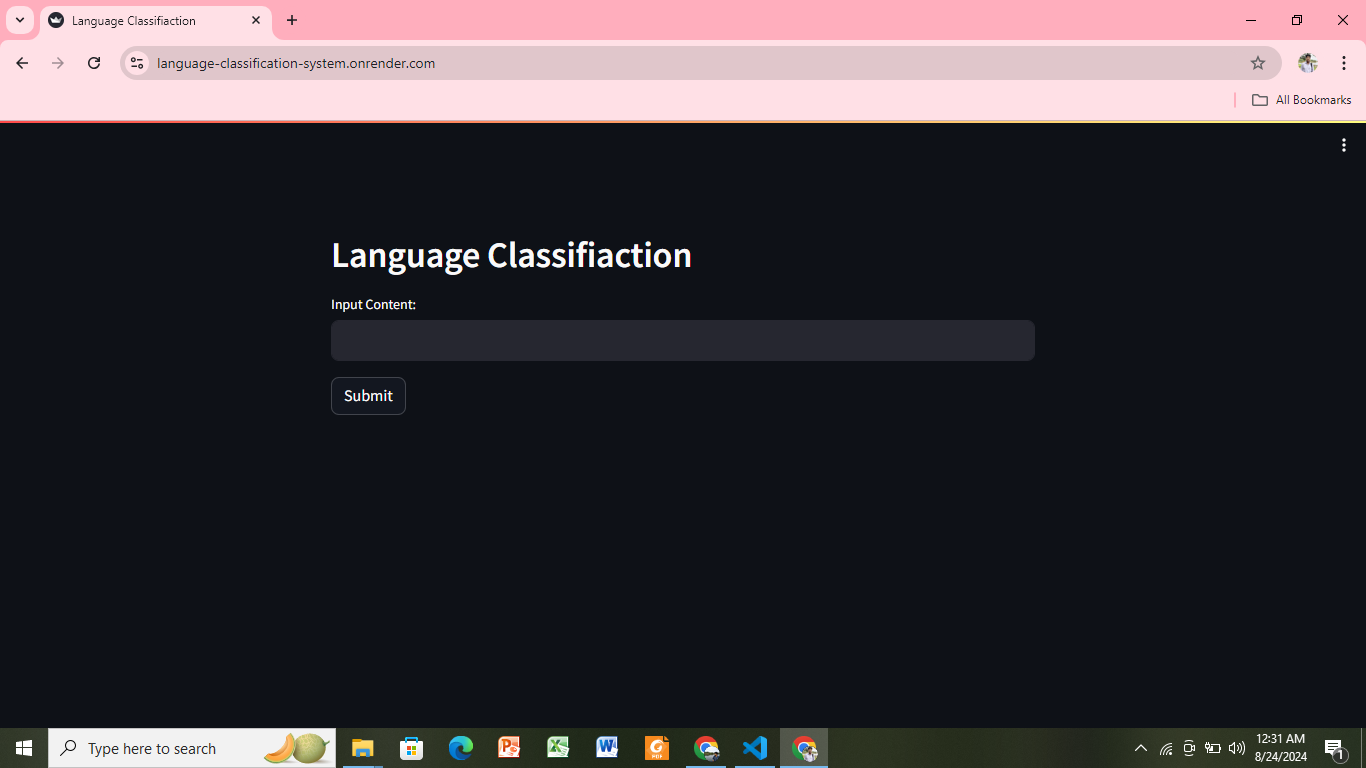 Language Classifiaction
language-classification-system.onrender.com
All Bookmarks
Language Classifiaction
Input Content:
Submit
Type here to search
PDF
12:31 AM
8/24/2024
1